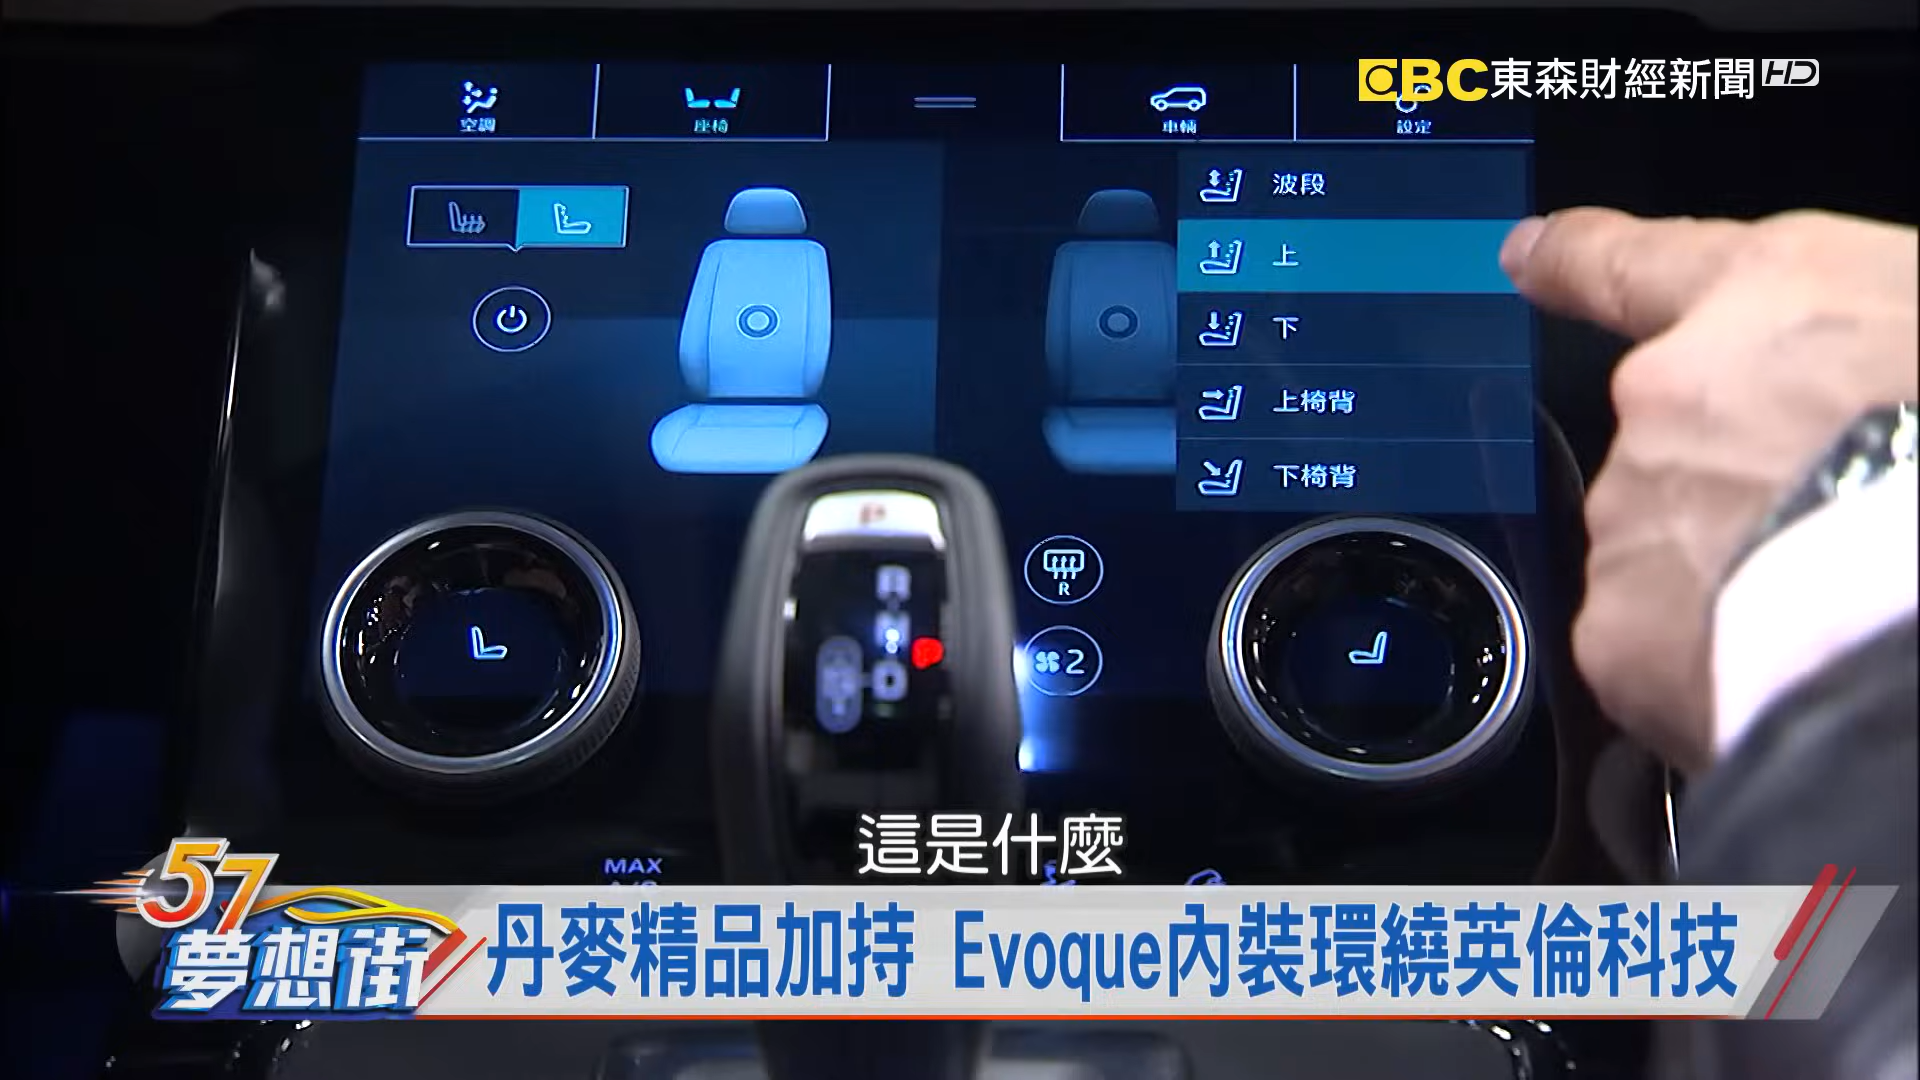 EBC東森財經新聞HD
空調
座椅
車輛
設定
波段
上
下
上椅背
下椅背
P
R
N
D
R
2
這是什麼
MAX
57
夢想街
丹麥精品加持 Evoque內裝環繞英倫科技